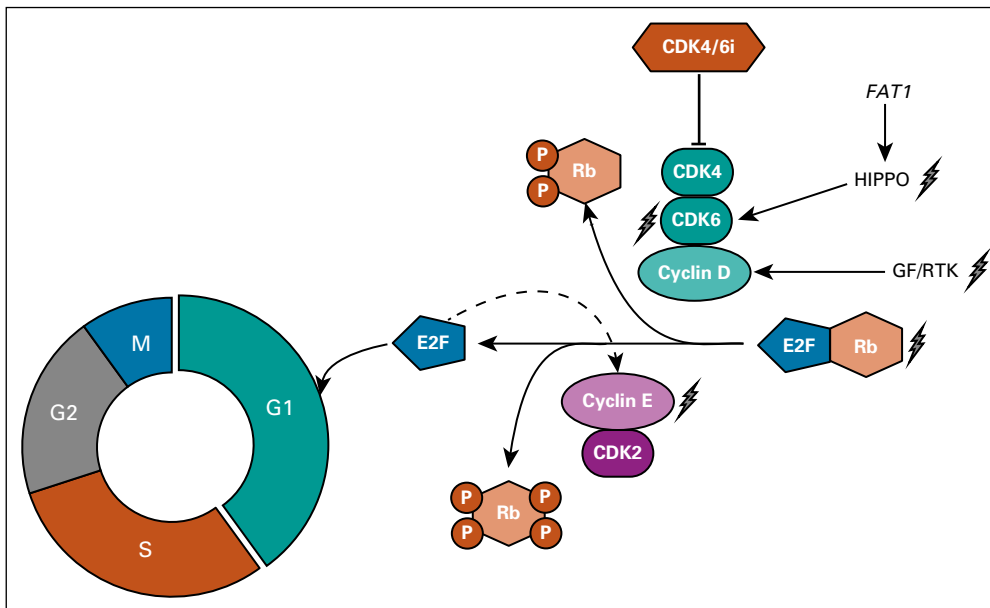 CDK4/6i
FAT1
P
Rb
P
CDK4
HIPPO
CDK6
Cyclin D
GF/RTK
M
E2F
E2F
Rb
G1
G2
Cyclin E
CDK2
P
P
Rb
P
P
S